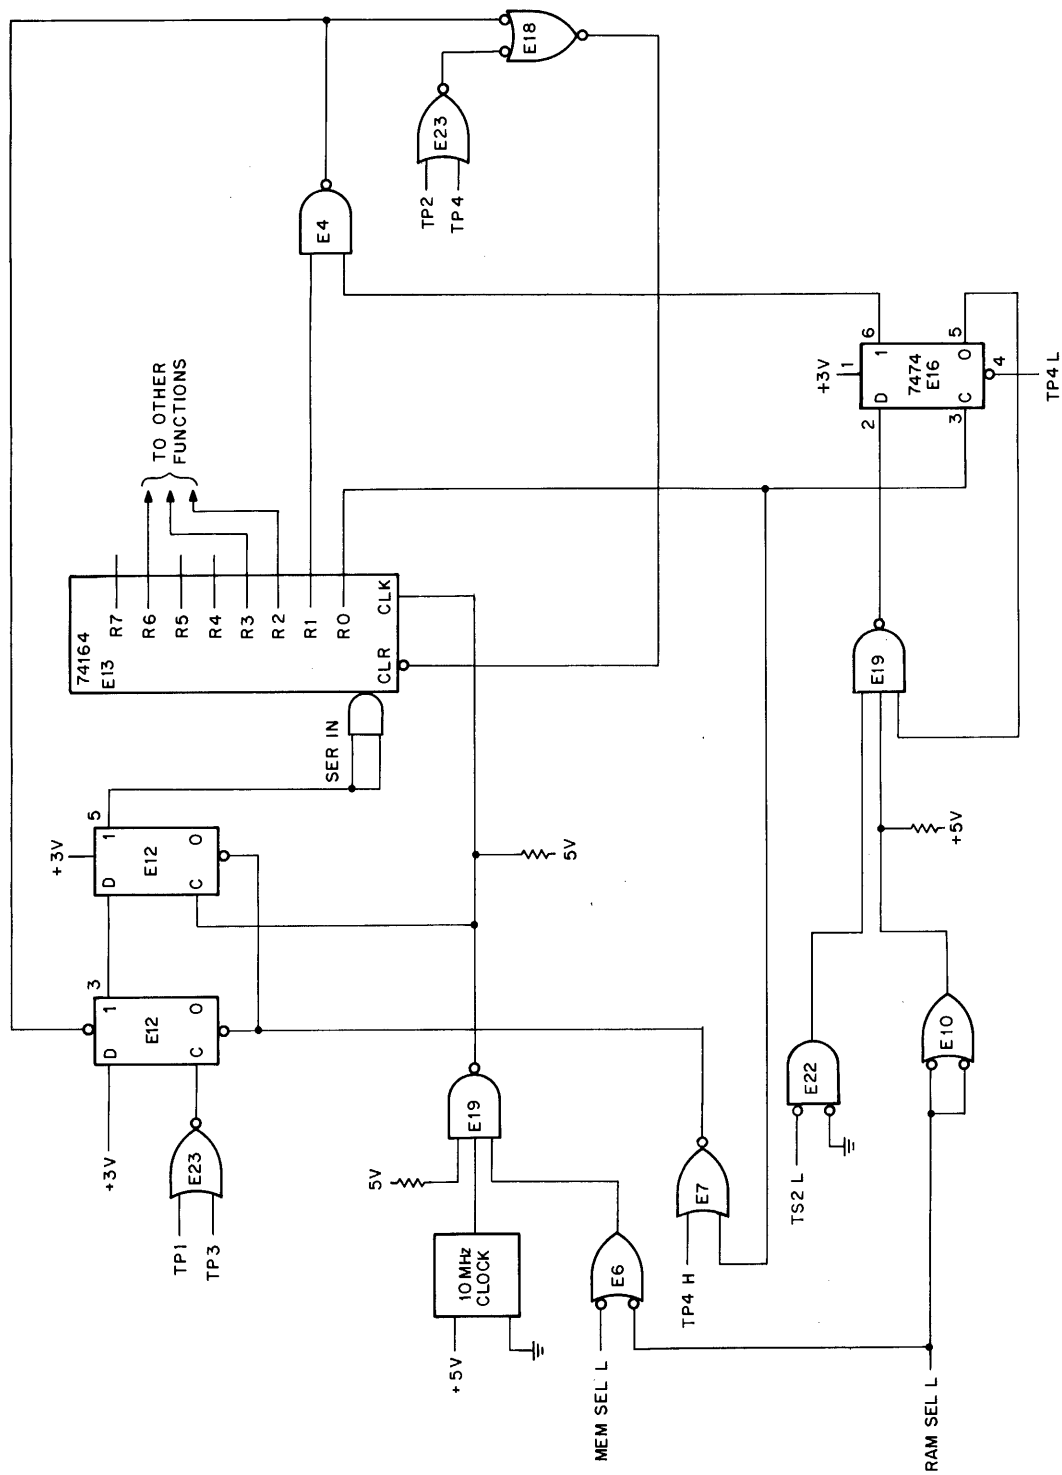 E18
E23
TP2
TP4
E4
TO OTHER
FUNCTIONS
74164
E13
R7
R6
R5
R4
R3
R2
R1
R0
CLR
CLK
SER IN
+3V
1
6
5
4
3
2
D
1
C
0
7474
E16
TP4 L
+3V
5
D
1
E12
C
0
3
D
1
E12
C
0
+3V
E23
TP1
TP3
5V
E19
5V
10 MHz
CLOCK
+5V
E6
MEM SEL L
E7
TP4 H
E19
+5V
E22
TS2 L
E10
RAM SEL L